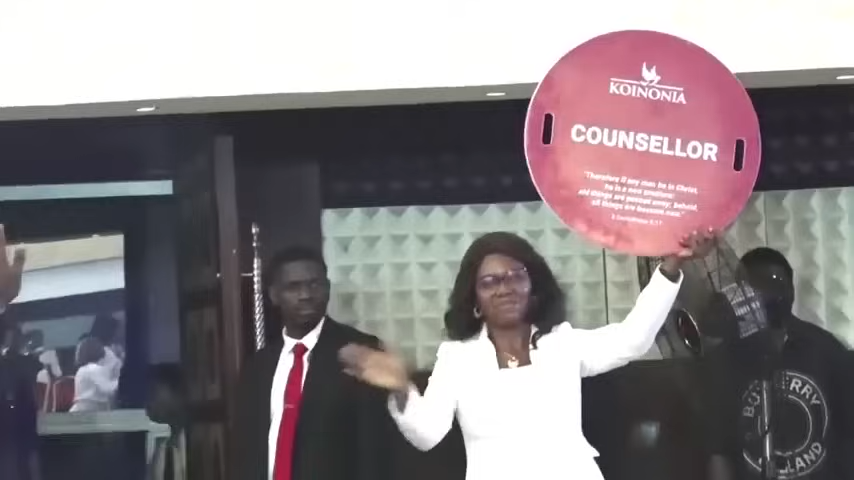 KOINONIA
COUNSELLOR
"Therefore if any man be in Christ,
he is a new creature:
old things are passed away; behold,
all things are become new."
2 Corinthians 5:17
ENGLAND